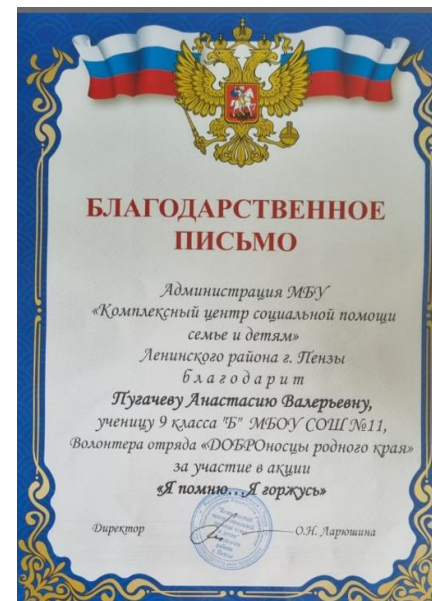 БЛАГОДАРСТВЕННОЕ
ПИСЬМО
Администрация МБУ
«Комплексный центр социальной помощи
семье и детям»
Ленинского района г. Пензы
благодарит
Пугачеву Анастасию Валерьевну,
ученицу 9 класса "Б" МБОУ СОШ №11,
Волонтера отряда «ДОБРОносцы родного края»
за участие в акции
«Я помню...Я горжусь»
Директор О.Н. Ларюшина